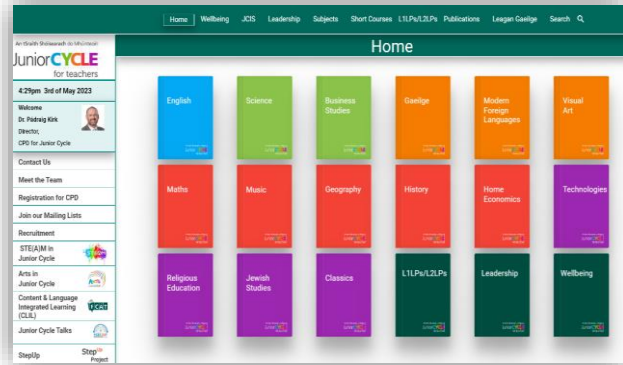 Home Wellbeing JCIS Leadership Subjects Short Courses L1LPs/L2LPs Publications Leagan Gaeilge Search
Home
An tSraith Shóisearach do Mhúinteoirí
JuniorCYCLE
for teachers
4:29pm 3rd of May 2023
Welcome
Dr. Pádraig Kirk
Director,
CPD for Junior Cycle
Contact Us
Meet the Team
Registration for CPD
Join our Mailing Lists
Recruitment
STE(A)M in
Junior Cycle
Arts in
Junior Cycle
Content & Language
Integrated Learning
(CLIL)
Junior Cycle Talks
StepUp
Step UP
Project
English
Science
Business
Studies
Gaeilge
Modern
Foreign
Languages
Visual
Art
Maths
Music
Geography
History
Home
Economics
Technologies
Religious
Education
Jewish
Studies
Classics
L1LPs/L2LPs
Leadership
Wellbeing